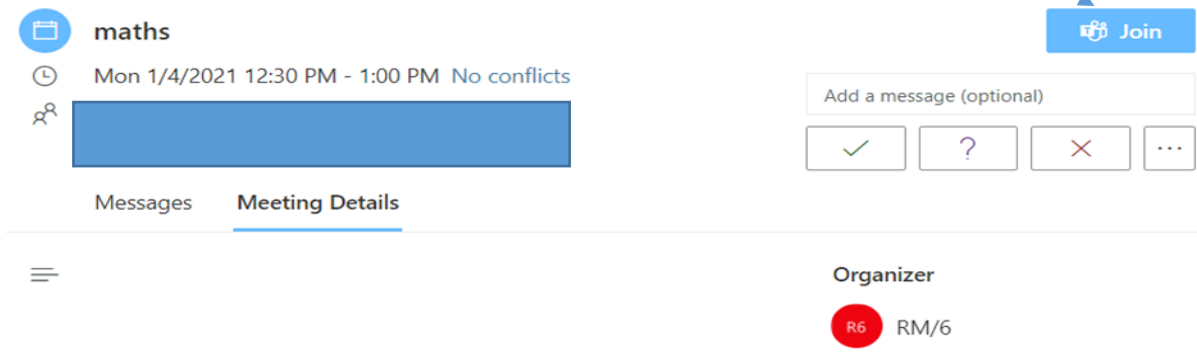 maths
Join
Mon 1/4/2021 12:30 PM - 1:00 PM No conflicts
Add a message (optional)
Messages Meeting Details
Organizer
R6 RM/6